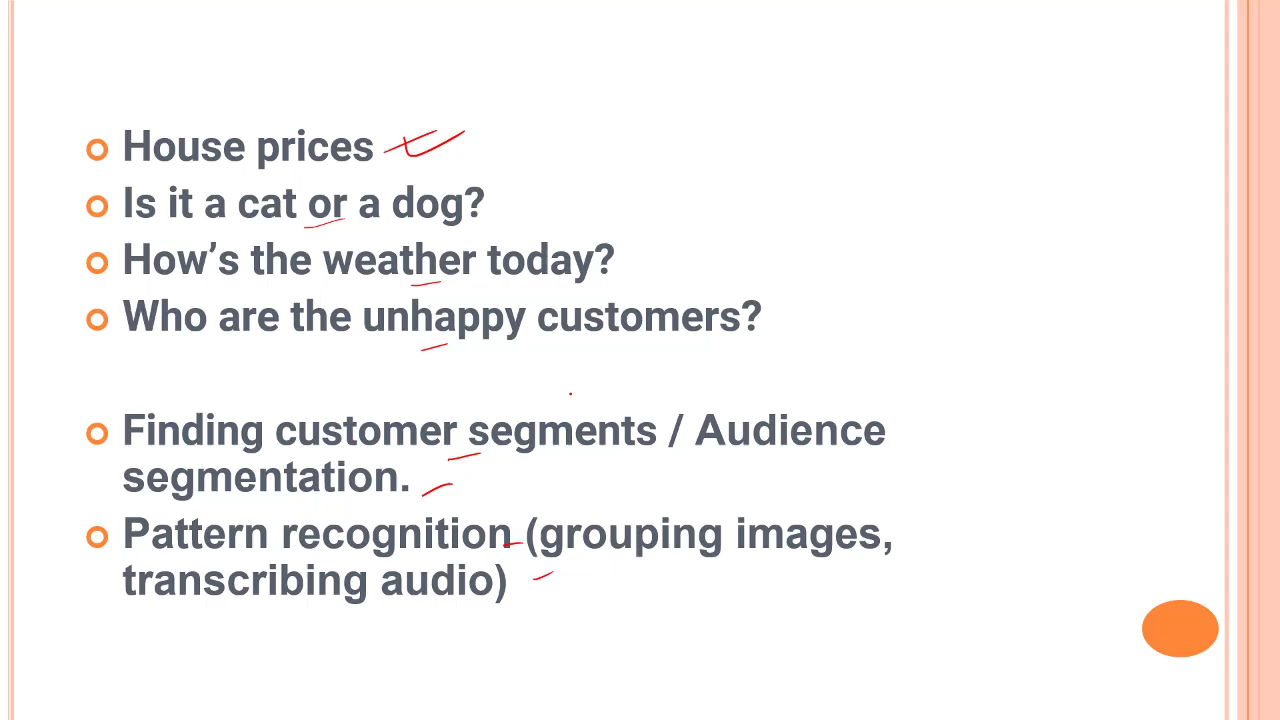 House prices
Is it a cat or a dog?
How’s the weather today?
Who are the unhappy customers?
Finding customer segments / Audience
segmentation.
Pattern recognition (grouping images,
transcribing audio)